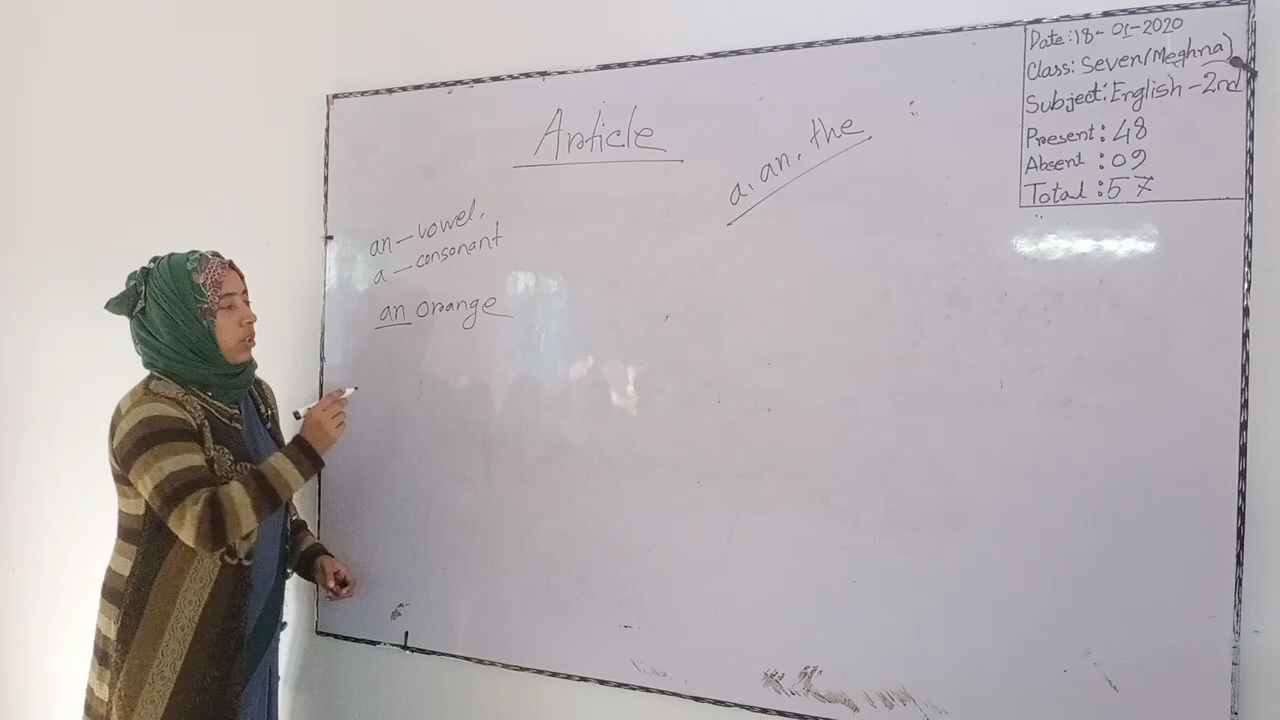 Article
a, an, the
an – vowel.
a – consonant
an orange
Date : 18-01-2020
Class: Seven (Meghna)
Subject: English - 2nd
Present : 48
Absent : 09
Total : 57